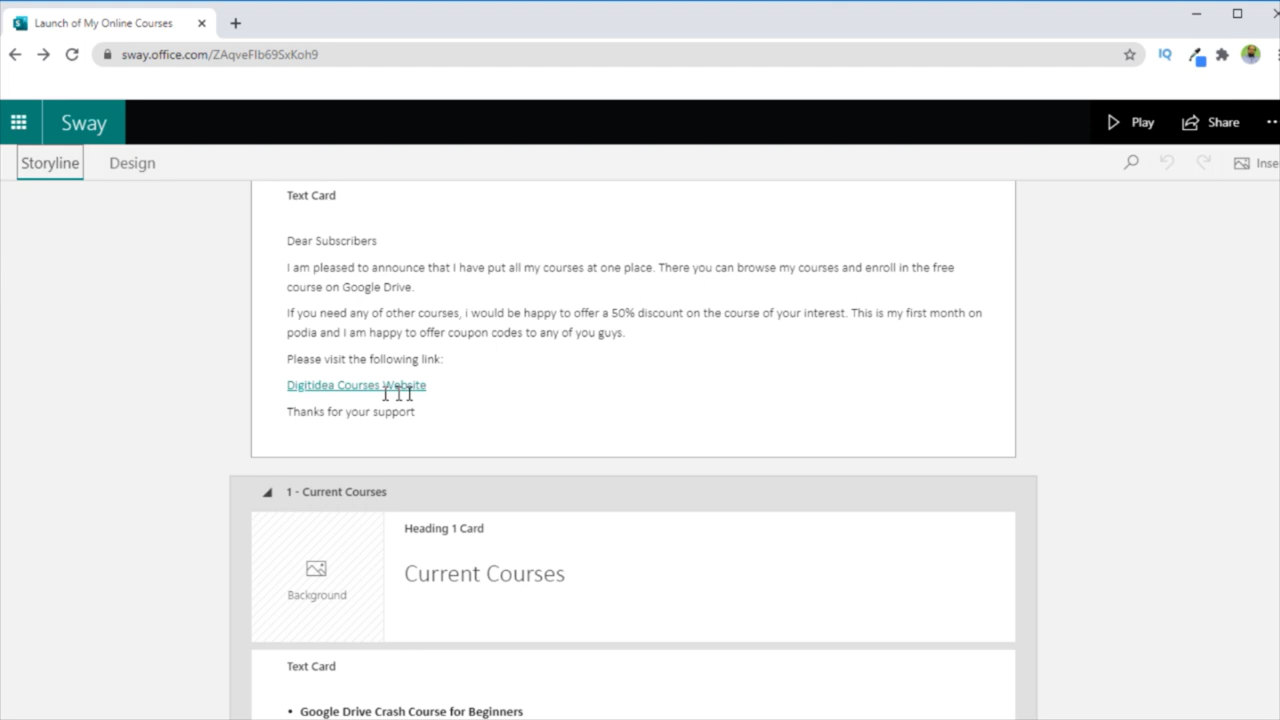 Launch of My Online Courses
sway.office.com/ZAqveFIb69SxKoh9
IQ
Sway
Play
Share
Storyline
Design
Inse
Text Card
Dear Subscribers
I am pleased to announce that I have put all my courses at one place. There you can browse my courses and enroll in the free
course on Google Drive.
If you need any of other courses, i would be happy to offer a 50% discount on the course of your interest. This is my first month on
podia and I am happy to offer coupon codes to any of you guys.
Please visit the following link:
Digitidea Courses Website
Thanks for your support
1 - Current Courses
Heading 1 Card
Current Courses
Background
Text Card
• Google Drive Crash Course for Beginners